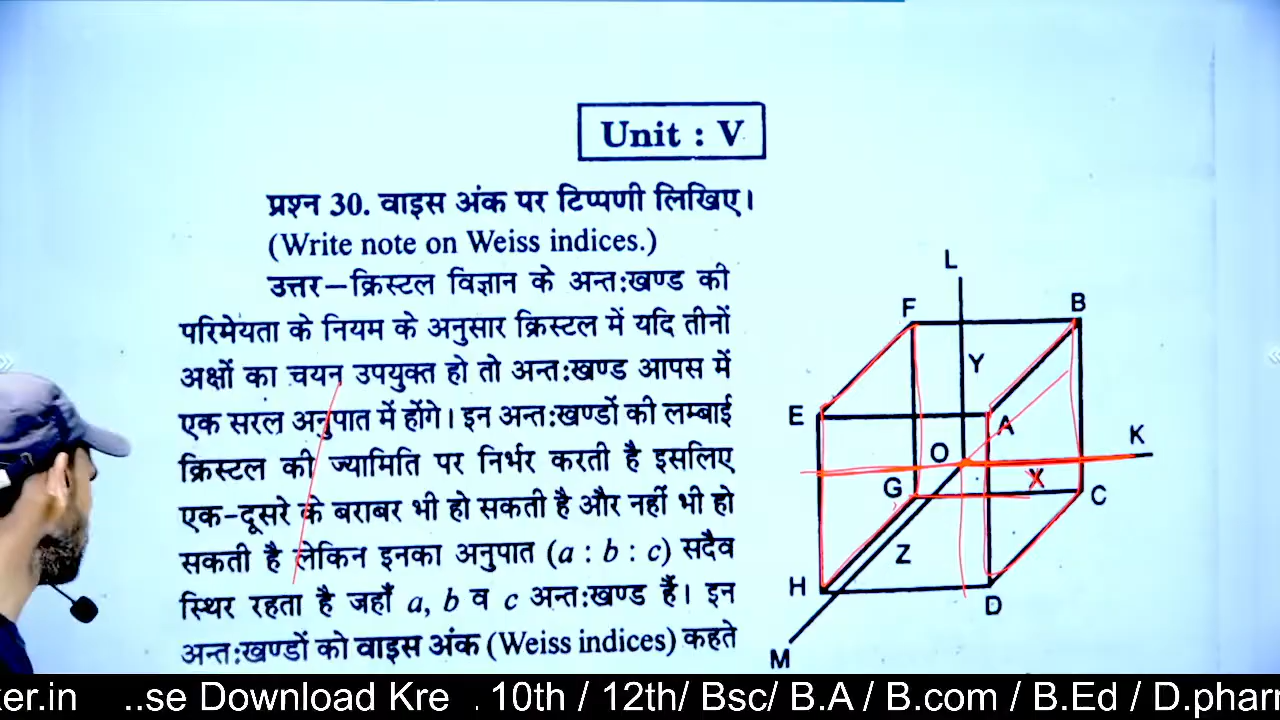 Unit : V
प्रश्न 30. वाइस अंक पर टिप्पणी लिखिए।
(Write note on Weiss indices.)
उत्तर–क्रिस्टल विज्ञान के अन्त:खण्ड की
परिमेयता के नियम के अनुसार क्रिस्टल में यदि तीनों
अक्षों का चयन उपयुक्त हो तो अन्त:खण्ड आपस में
एक सरल अनुपात में होंगे। इन अन्त:खण्डों की लम्बाई
क्रिस्टल की ज्यामिति पर निर्भर करती है इसलिए
एक-दूसरे के बराबर भी हो सकती है और नहीं भी हो
सकती है लेकिन इनका अनुपात (a : b : c) सदैव
स्थिर रहता है जहाँ a, b व c अन्त:खण्ड हैं। इन
अन्त:खण्डों को वाइस अंक (Weiss indices) कहते
L
F
B
Y
E
A
O
K
X
G
C
Z
H
D
M
ker.in ..se Download Kre . 10th / 12th/ Bsc/ B.A / B.com / B.Ed / D.pharm